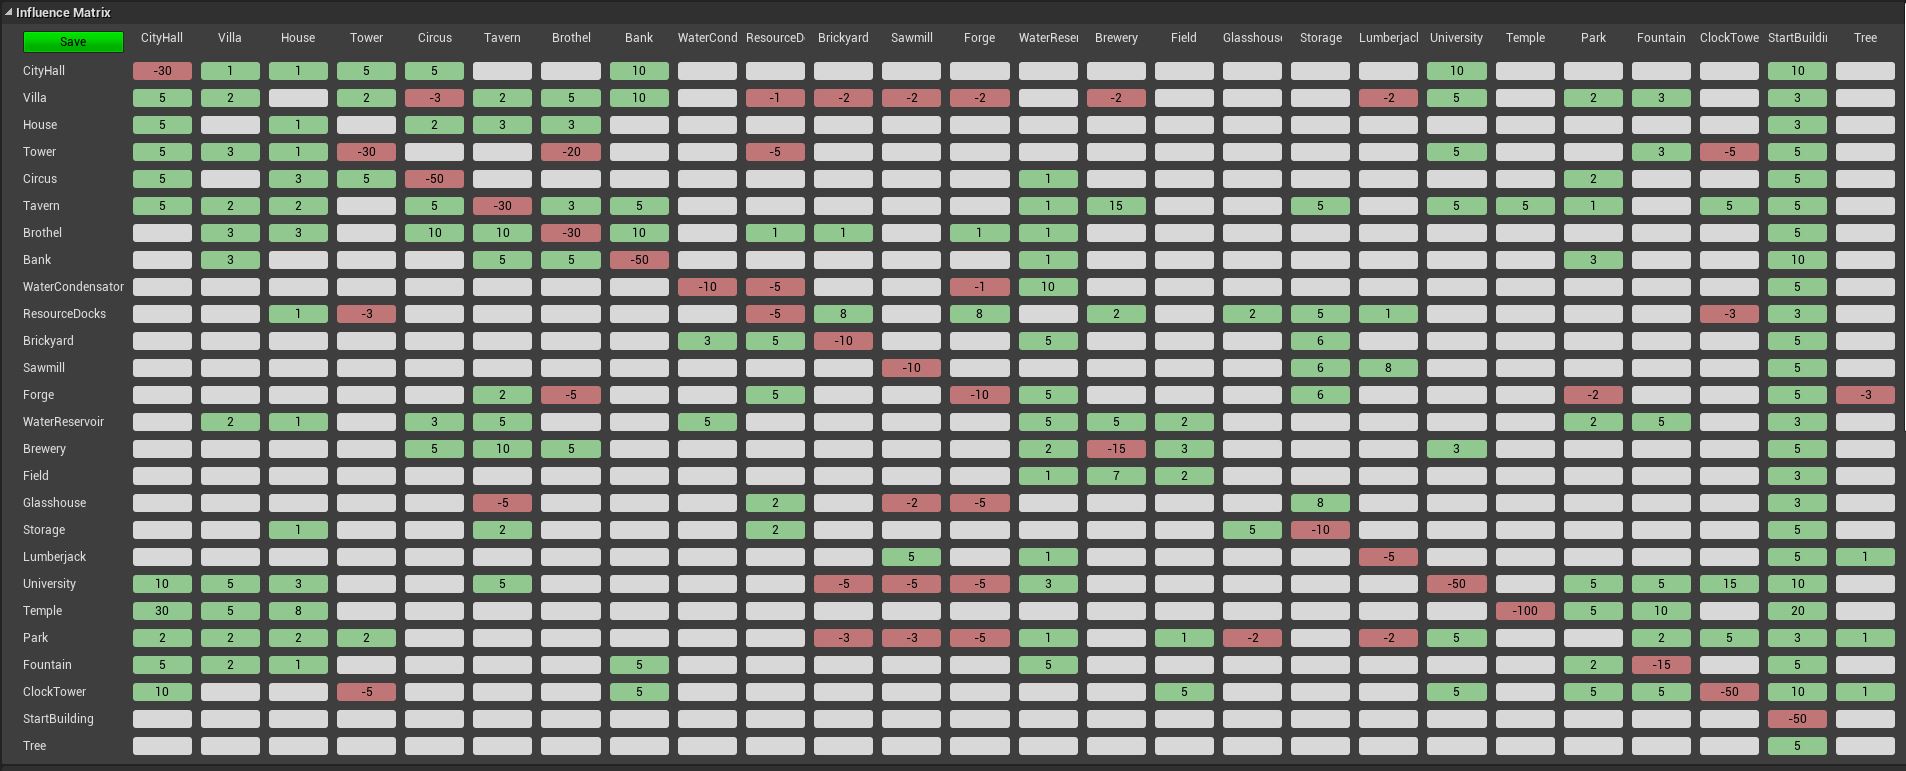 Influence Matrix
Save CityHall Villa House Tower Circus Tavern Brothel Bank WaterCond ResourceD Brickyard Sawmill Forge WaterRese Brewery Field Glasshouse Storage Lumberjacl University Temple Park Fountain ClockTowe StartBuildin Tree
CityHall -30 1 1 5 5 10 10 10
Villa 5 2 2 -3 2 5 10 -1 -2 -2 -2 -2 -2 5 2 3 3
House 5 1 2 3 3 3
Tower 5 3 1 -30 -20 -5 5 3 -5 5
Circus 5 3 5 -50 1 2 5
Tavern 5 2 2 5 -30 3 5 1 15 5 5 5 1 5 5
Brothel 3 3 10 10 -30 10 1 1 1 1 5
Bank 3 5 5 -50 1 3 10
WaterCondensator -10 -5 -1 10 5
ResourceDocks 1 -3 -5 8 8 2 2 5 1 -3 3
Brickyard 3 5 -10 5 6 5
Sawmill -10 6 8 5
Forge 2 -5 5 -10 5 6 -2 5 -3
WaterReservoir 2 1 3 5 5 5 5 2 2 5 3
Brewery 5 10 5 2 -15 3 3 5
Field 1 7 2 3
Glasshouse -5 2 -2 -5 8 3
Storage 1 2 2 5 -10 5
Lumberjack 5 1 -5 5 1
University 10 5 3 5 -5 -5 -5 3 -50 5 5 15 10
Temple 30 5 8 -100 5 10 20
Park 2 2 2 2 -3 -3 -5 1 1 -2 -2 5 2 5 3 1
Fountain 5 2 1 5 5 2 -15 5
ClockTower 10 -5 5 5 5 5 5 -50 10 1
StartBuilding -50
Tree 5